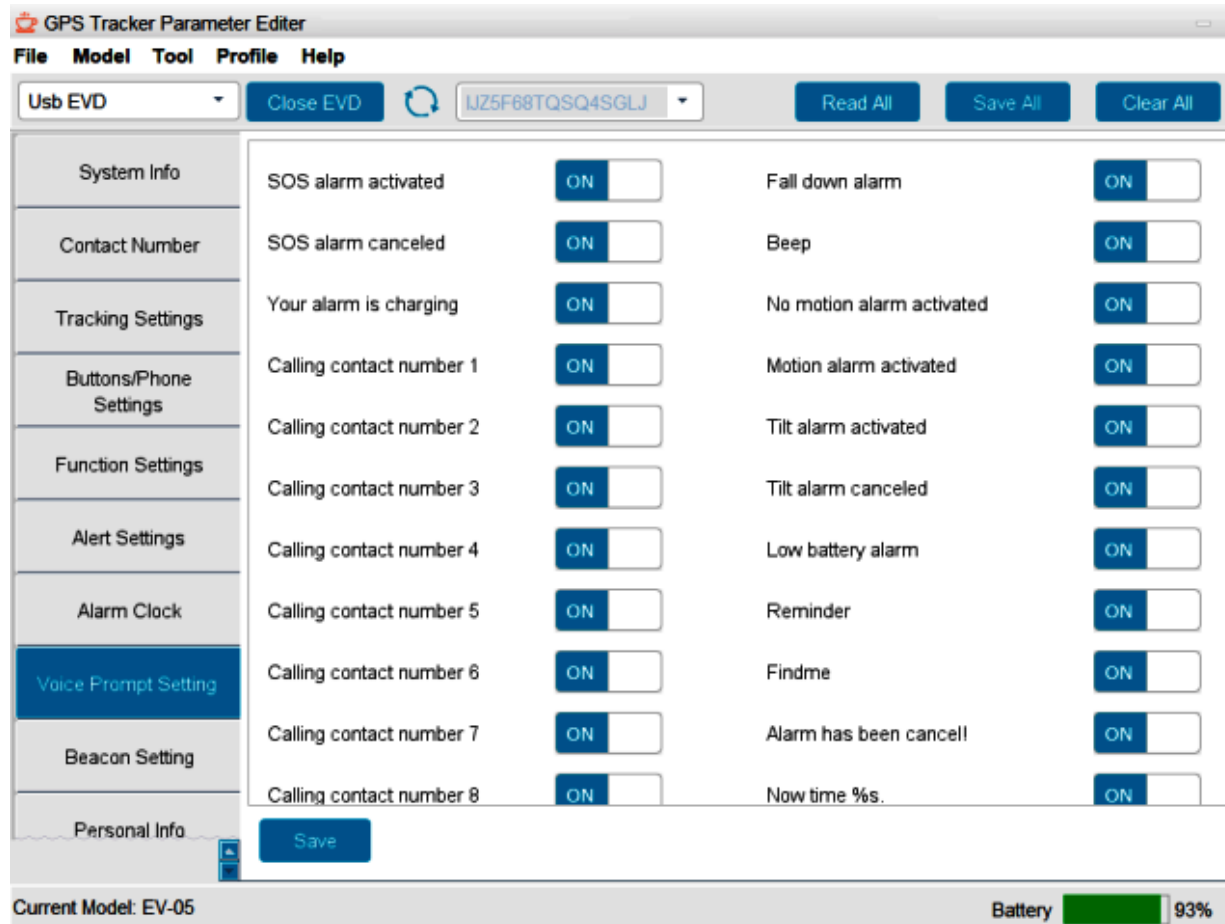 GPS Tracker Parameter Editer
File Model Tool Profile Help
Usb EVD Close EVD IJZ5F68TQSQ4SGLJ Read All Save All Clear All
System Info
Contact Number
Tracking Settings
Buttons/Phone
Settings
Function Settings
Alert Settings
Alarm Clock
Voice Prompt Setting
Beacon Setting
Personal Info
SOS alarm activated ON Fall down alarm ON
SOS alarm canceled ON Beep ON
Your alarm is charging ON No motion alarm activated ON
Calling contact number 1 ON Motion alarm activated ON
Calling contact number 2 ON Tilt alarm activated ON
Calling contact number 3 ON Tilt alarm canceled ON
Calling contact number 4 ON Low battery alarm ON
Calling contact number 5 ON Reminder ON
Calling contact number 6 ON Findme ON
Calling contact number 7 ON Alarm has been cancel! ON
Calling contact number 8 ON Now time %s. ON
Save
Current Model: EV-05 Battery 93%